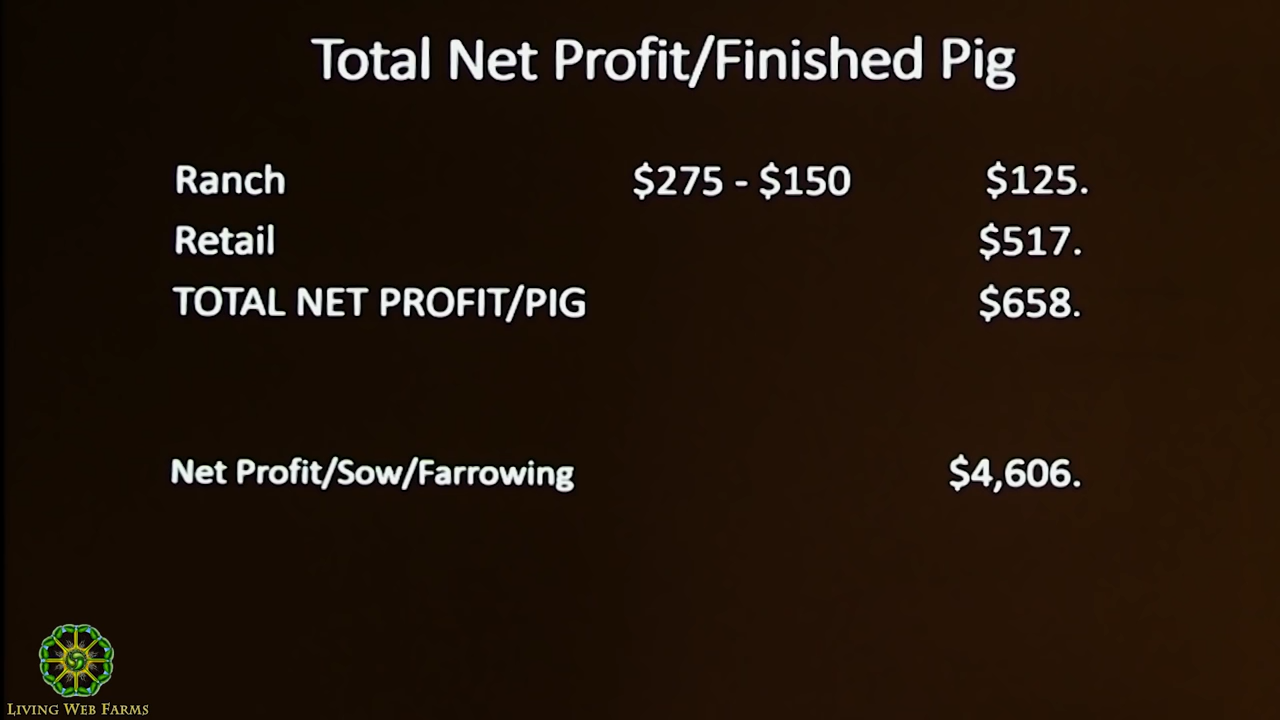 Total Net Profit/Finished Pig
Ranch $275 - $150 $125.
Retail $517.
TOTAL NET PROFIT/PIG $658.
Net Profit/Sow/Farrowing $4,606.
LIVING WEB FARMS